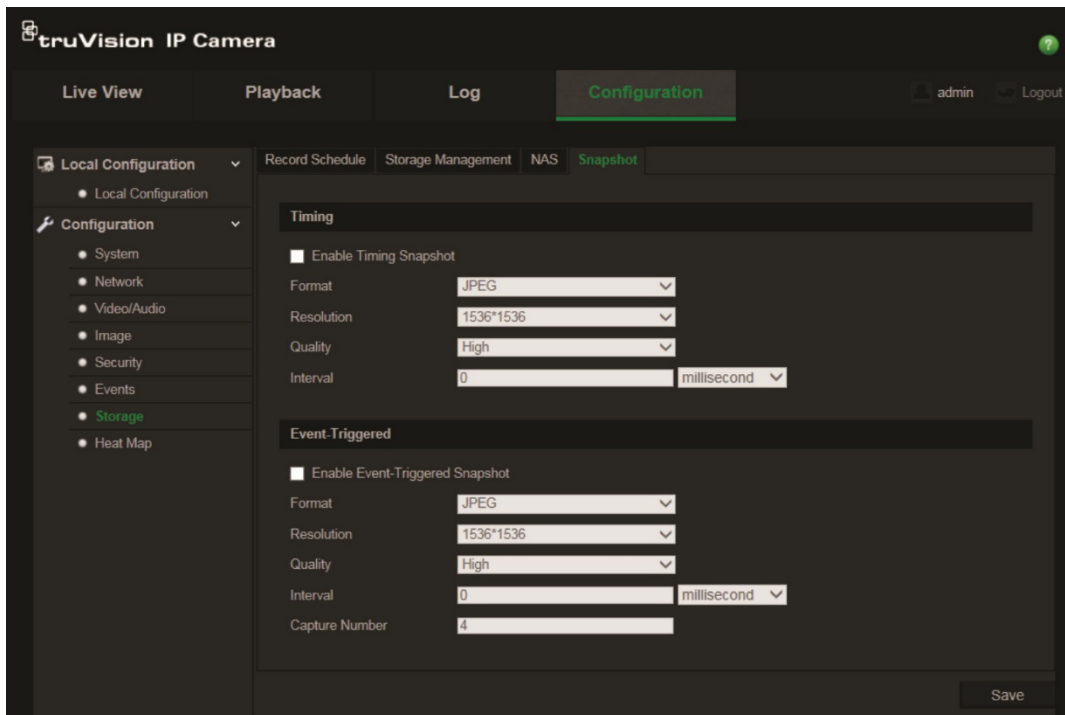 truVision IP Camera
?
Live View Playback Log Configuration admin Logout
Local Configuration
Local Configuration
Configuration
System
Network
Video/Audio
Image
Security
Events
Storage
Heat Map
Record Schedule Storage Management NAS Snapshot
Timing
Enable Timing Snapshot
Format JPEG
Resolution 1536*1536
Quality High
Interval 0 millisecond
Event-Triggered
Enable Event-Triggered Snapshot
Format JPEG
Resolution 1536*1536
Quality High
Interval 0 millisecond
Capture Number 4
Save